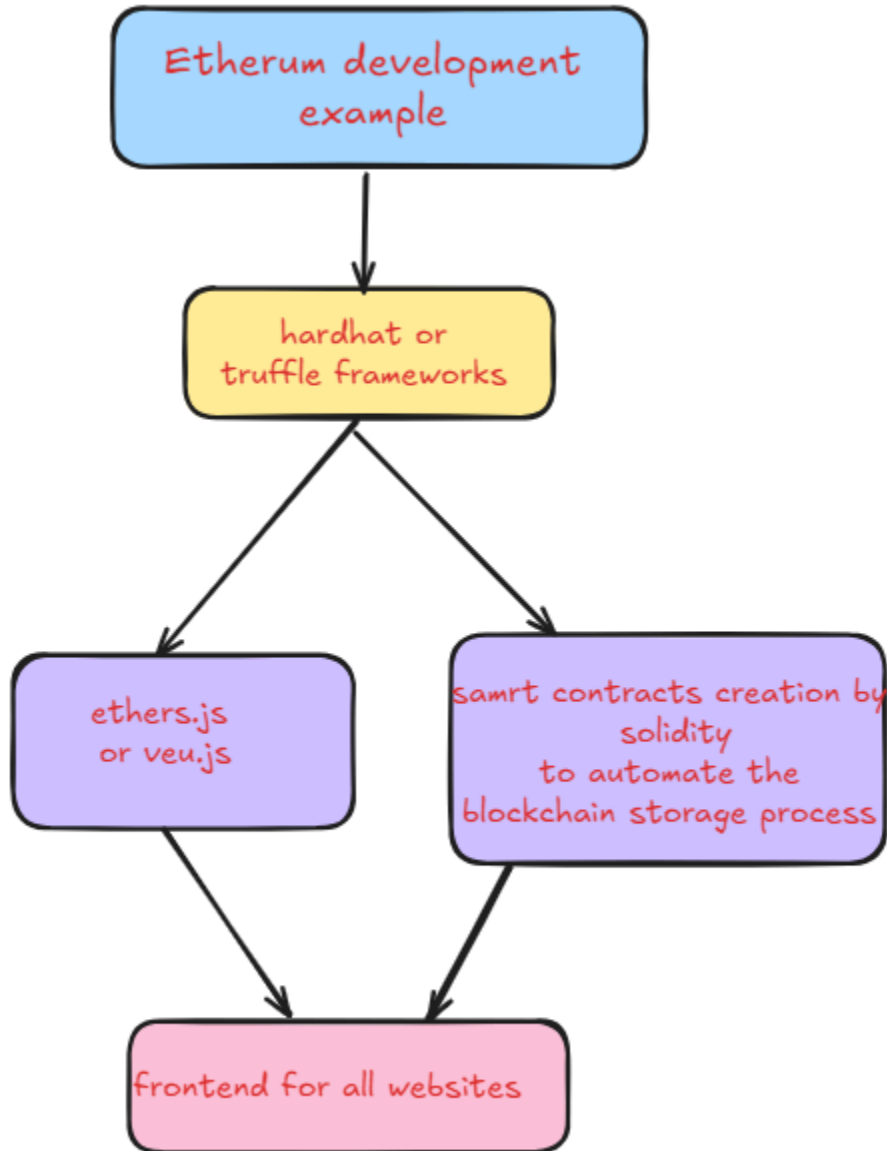 Etherum development
example
hardhat or
truffle frameworks
ethers.js
or veu.js
samrt contracts creation by
solidity
to automate the
blockchain storage process
frontend for all websites